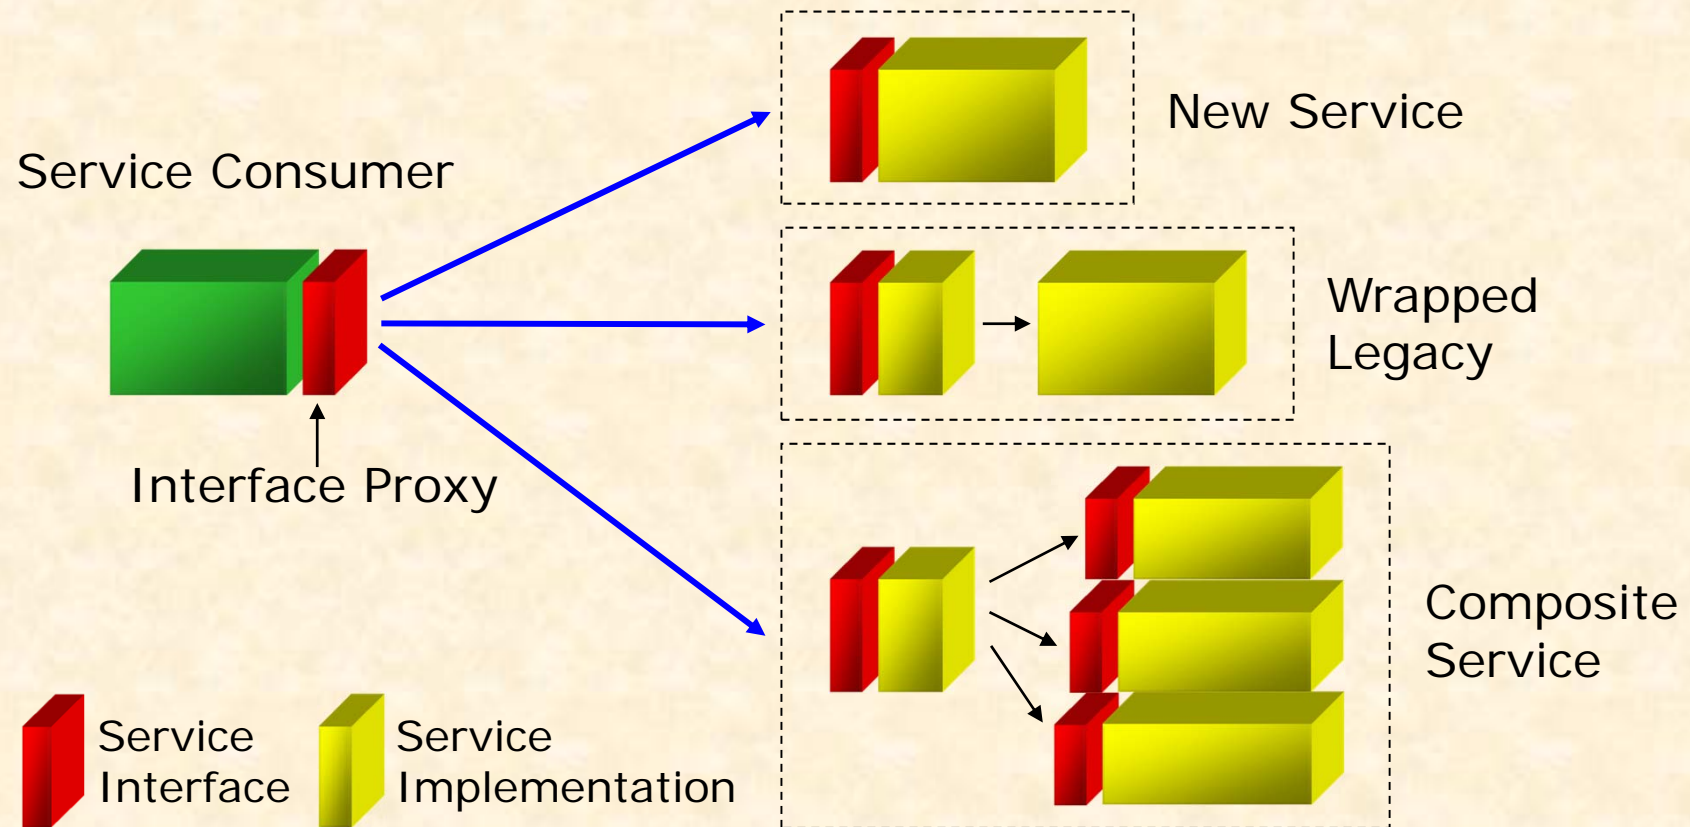 New Service
Service Consumer
Wrapped
Legacy
Interface Proxy
Composite
Service
Service
Interface
Service
Implementation